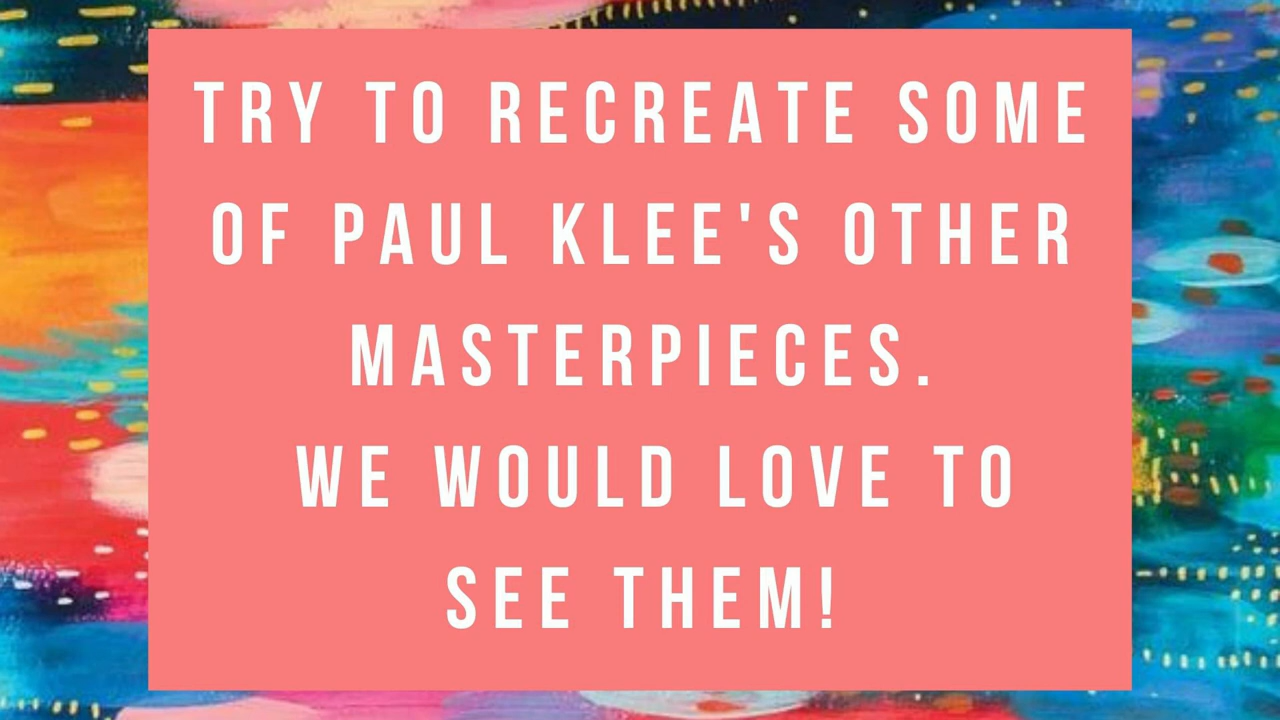 TRY TO RECREATE SOME
OF PAUL KLEE'S OTHER
MASTERPIECES.
WE WOULD LOVE TO
SEE THEM!